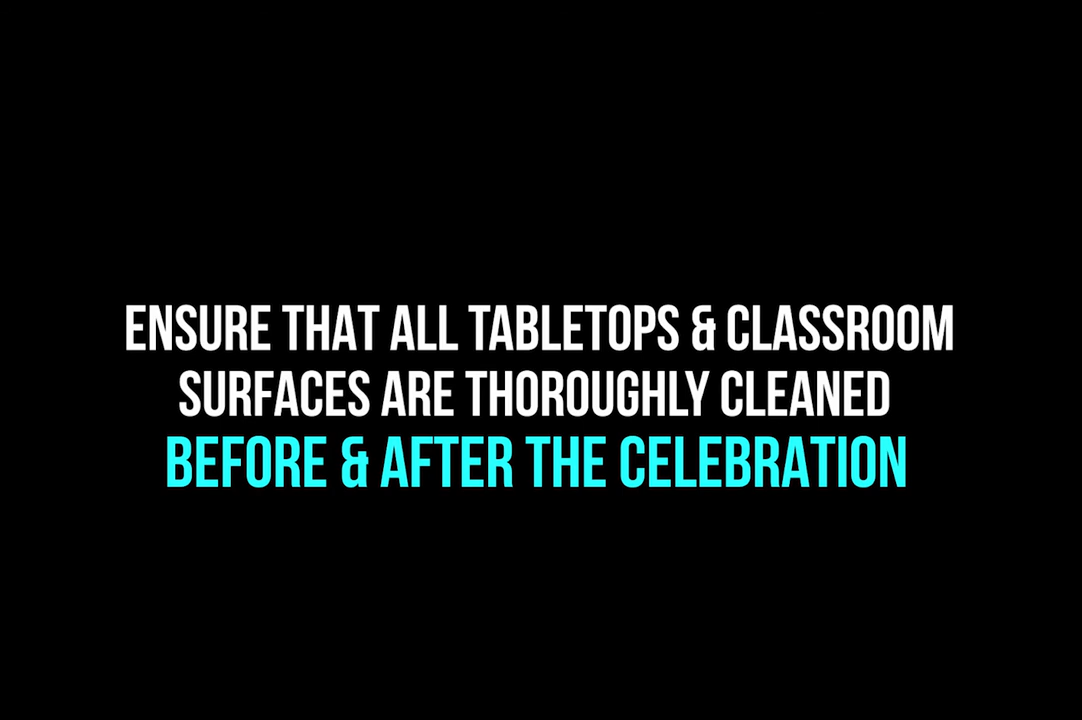 ENSURE THAT ALL TABLETOPS & CLASSROOM
SURFACES ARE THOROUGHLY CLEANED
BEFORE & AFTER THE CELEBRATION